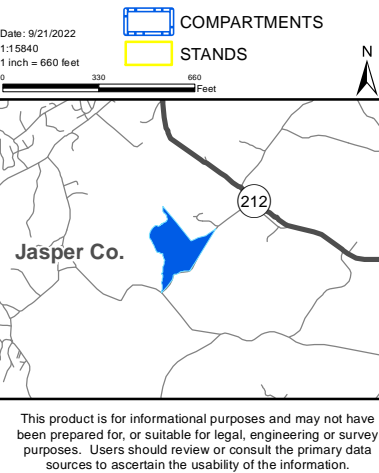 COMPARTMENTS
Date: 9/21/2022
1:15840
STANDS
1 inch = 660 feet
N
0 330 660
Feet
212
Jasper Co.
This product is for informational purposes and may not have
been prepared for, or suitable for legal, engineering or survey
purposes. Users should review or consult the primary data
sources to ascertain the usability of the information.